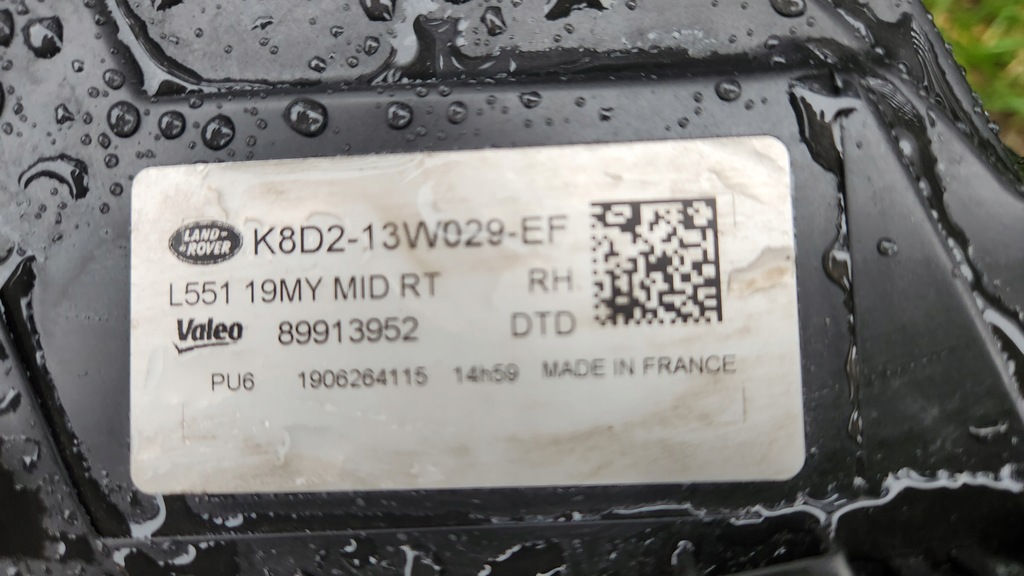 LAND-ROVER K8D2-13W029-EF
L551 19MY MID RT RH
Valeo 89913952 DTD
PU6 1906264115 14h59 MADE IN FRANCE